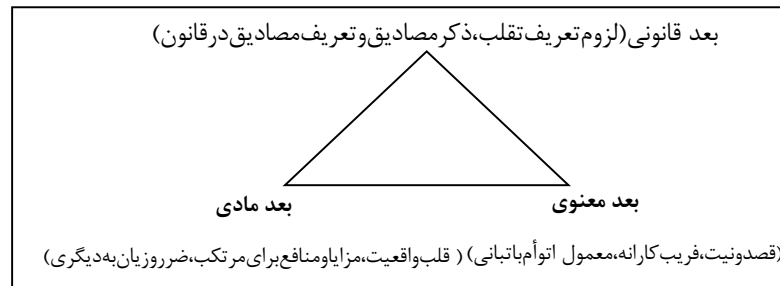 بعد قانونی(لزوم‌تعریف‌تقلب،ذکرمصادیق‌وتعریف‌مصادیق‌درقانون)
بعد معنوی بعد مادی
(قصدونیت،فریب‌کارانه،معمول اتوأم‌باتبانی) ( قلب‌واقعیت،مزایاومنافع‌برای‌مرتکب،ضرروزیان‌به‌دیگری)